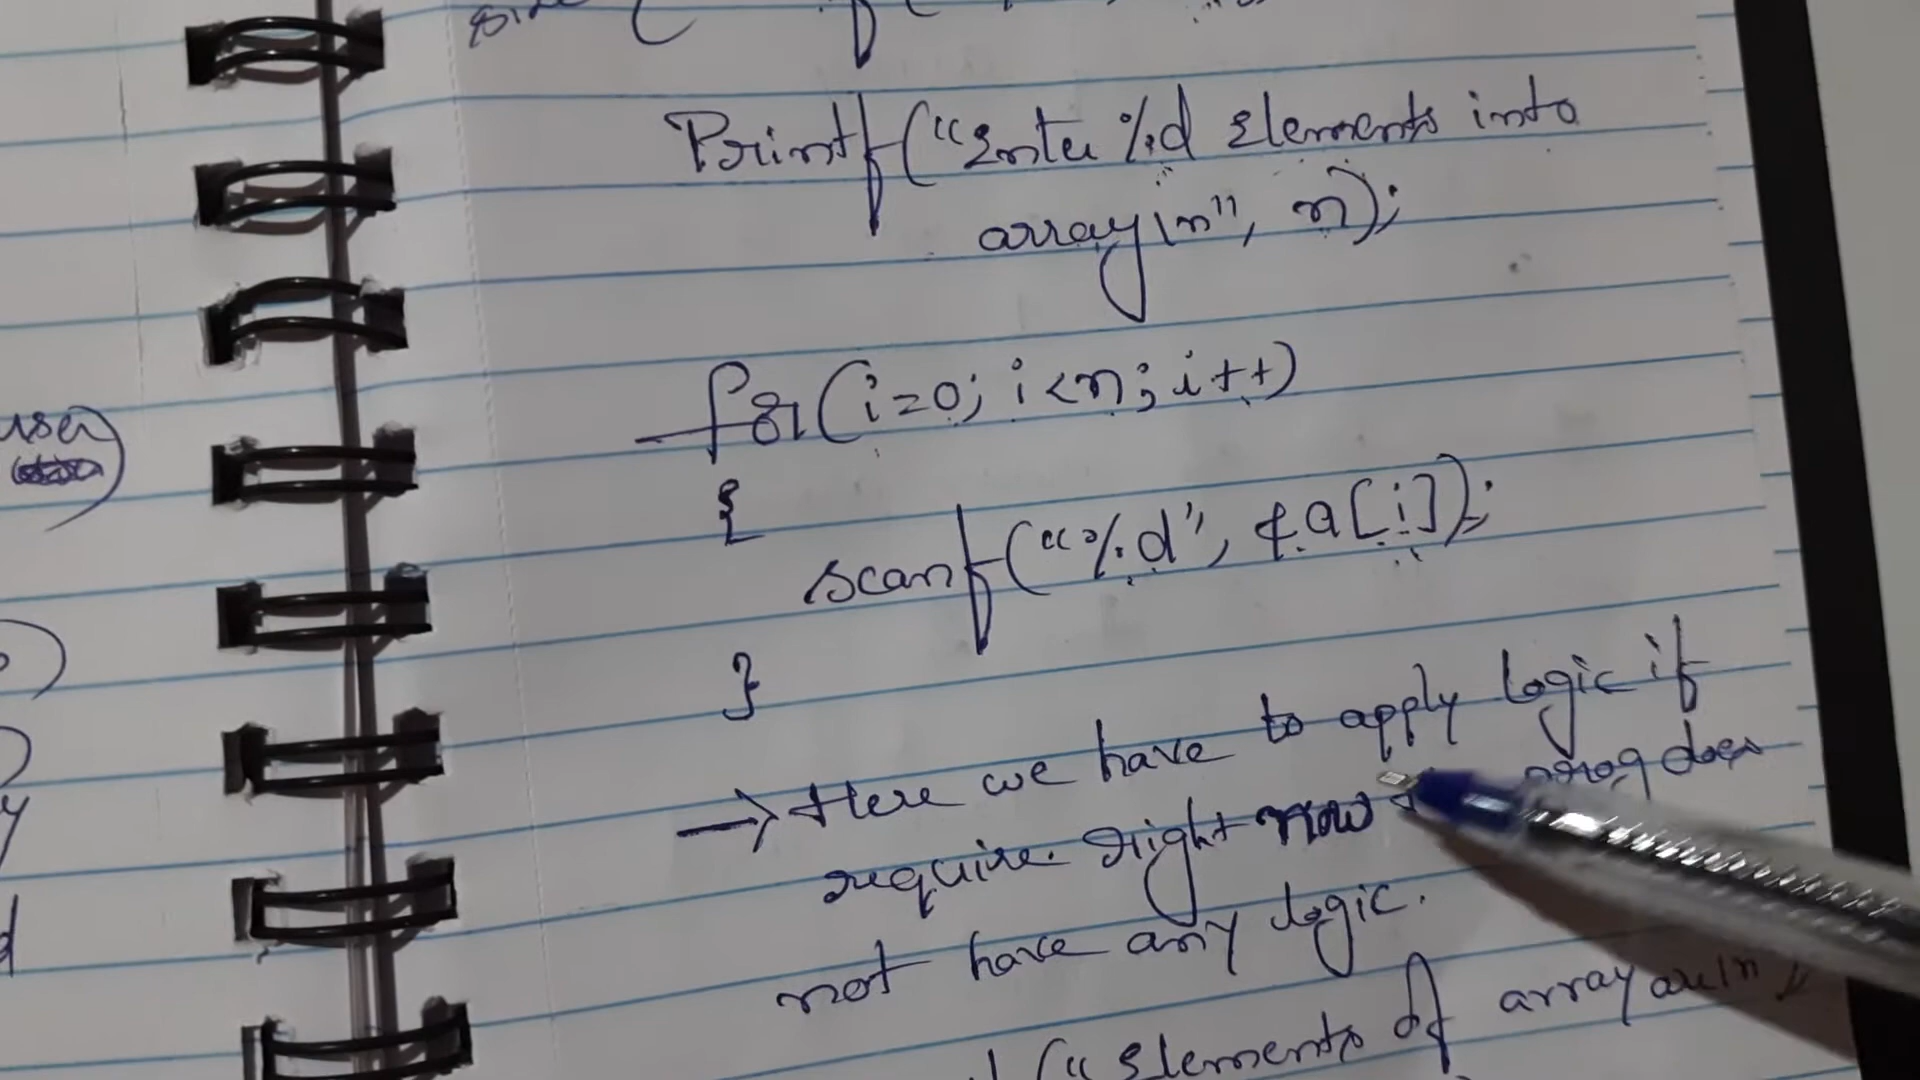 user
Printf("Enter %d Elements into
array\n", n);
for(i=0; i<n; i++)
{
scanf("%d", &a[i]);
}
→ Here we have to apply logic if
require. Right now prog does
not have any logic.
("Elements of array are\n");